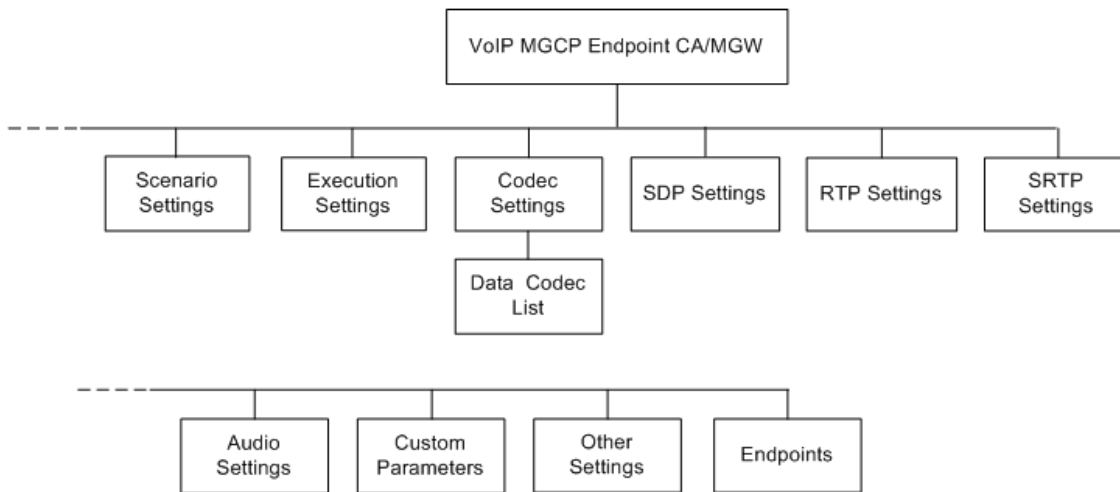 VoIP MGCP Endpoint CA/MGW
Scenario
Settings
Execution
Settings
Codec
Settings
SDP Settings
RTP Settings
SRTP
Settings
Data Codec
List
Audio
Settings
Custom
Parameters
Other
Settings
Endpoints